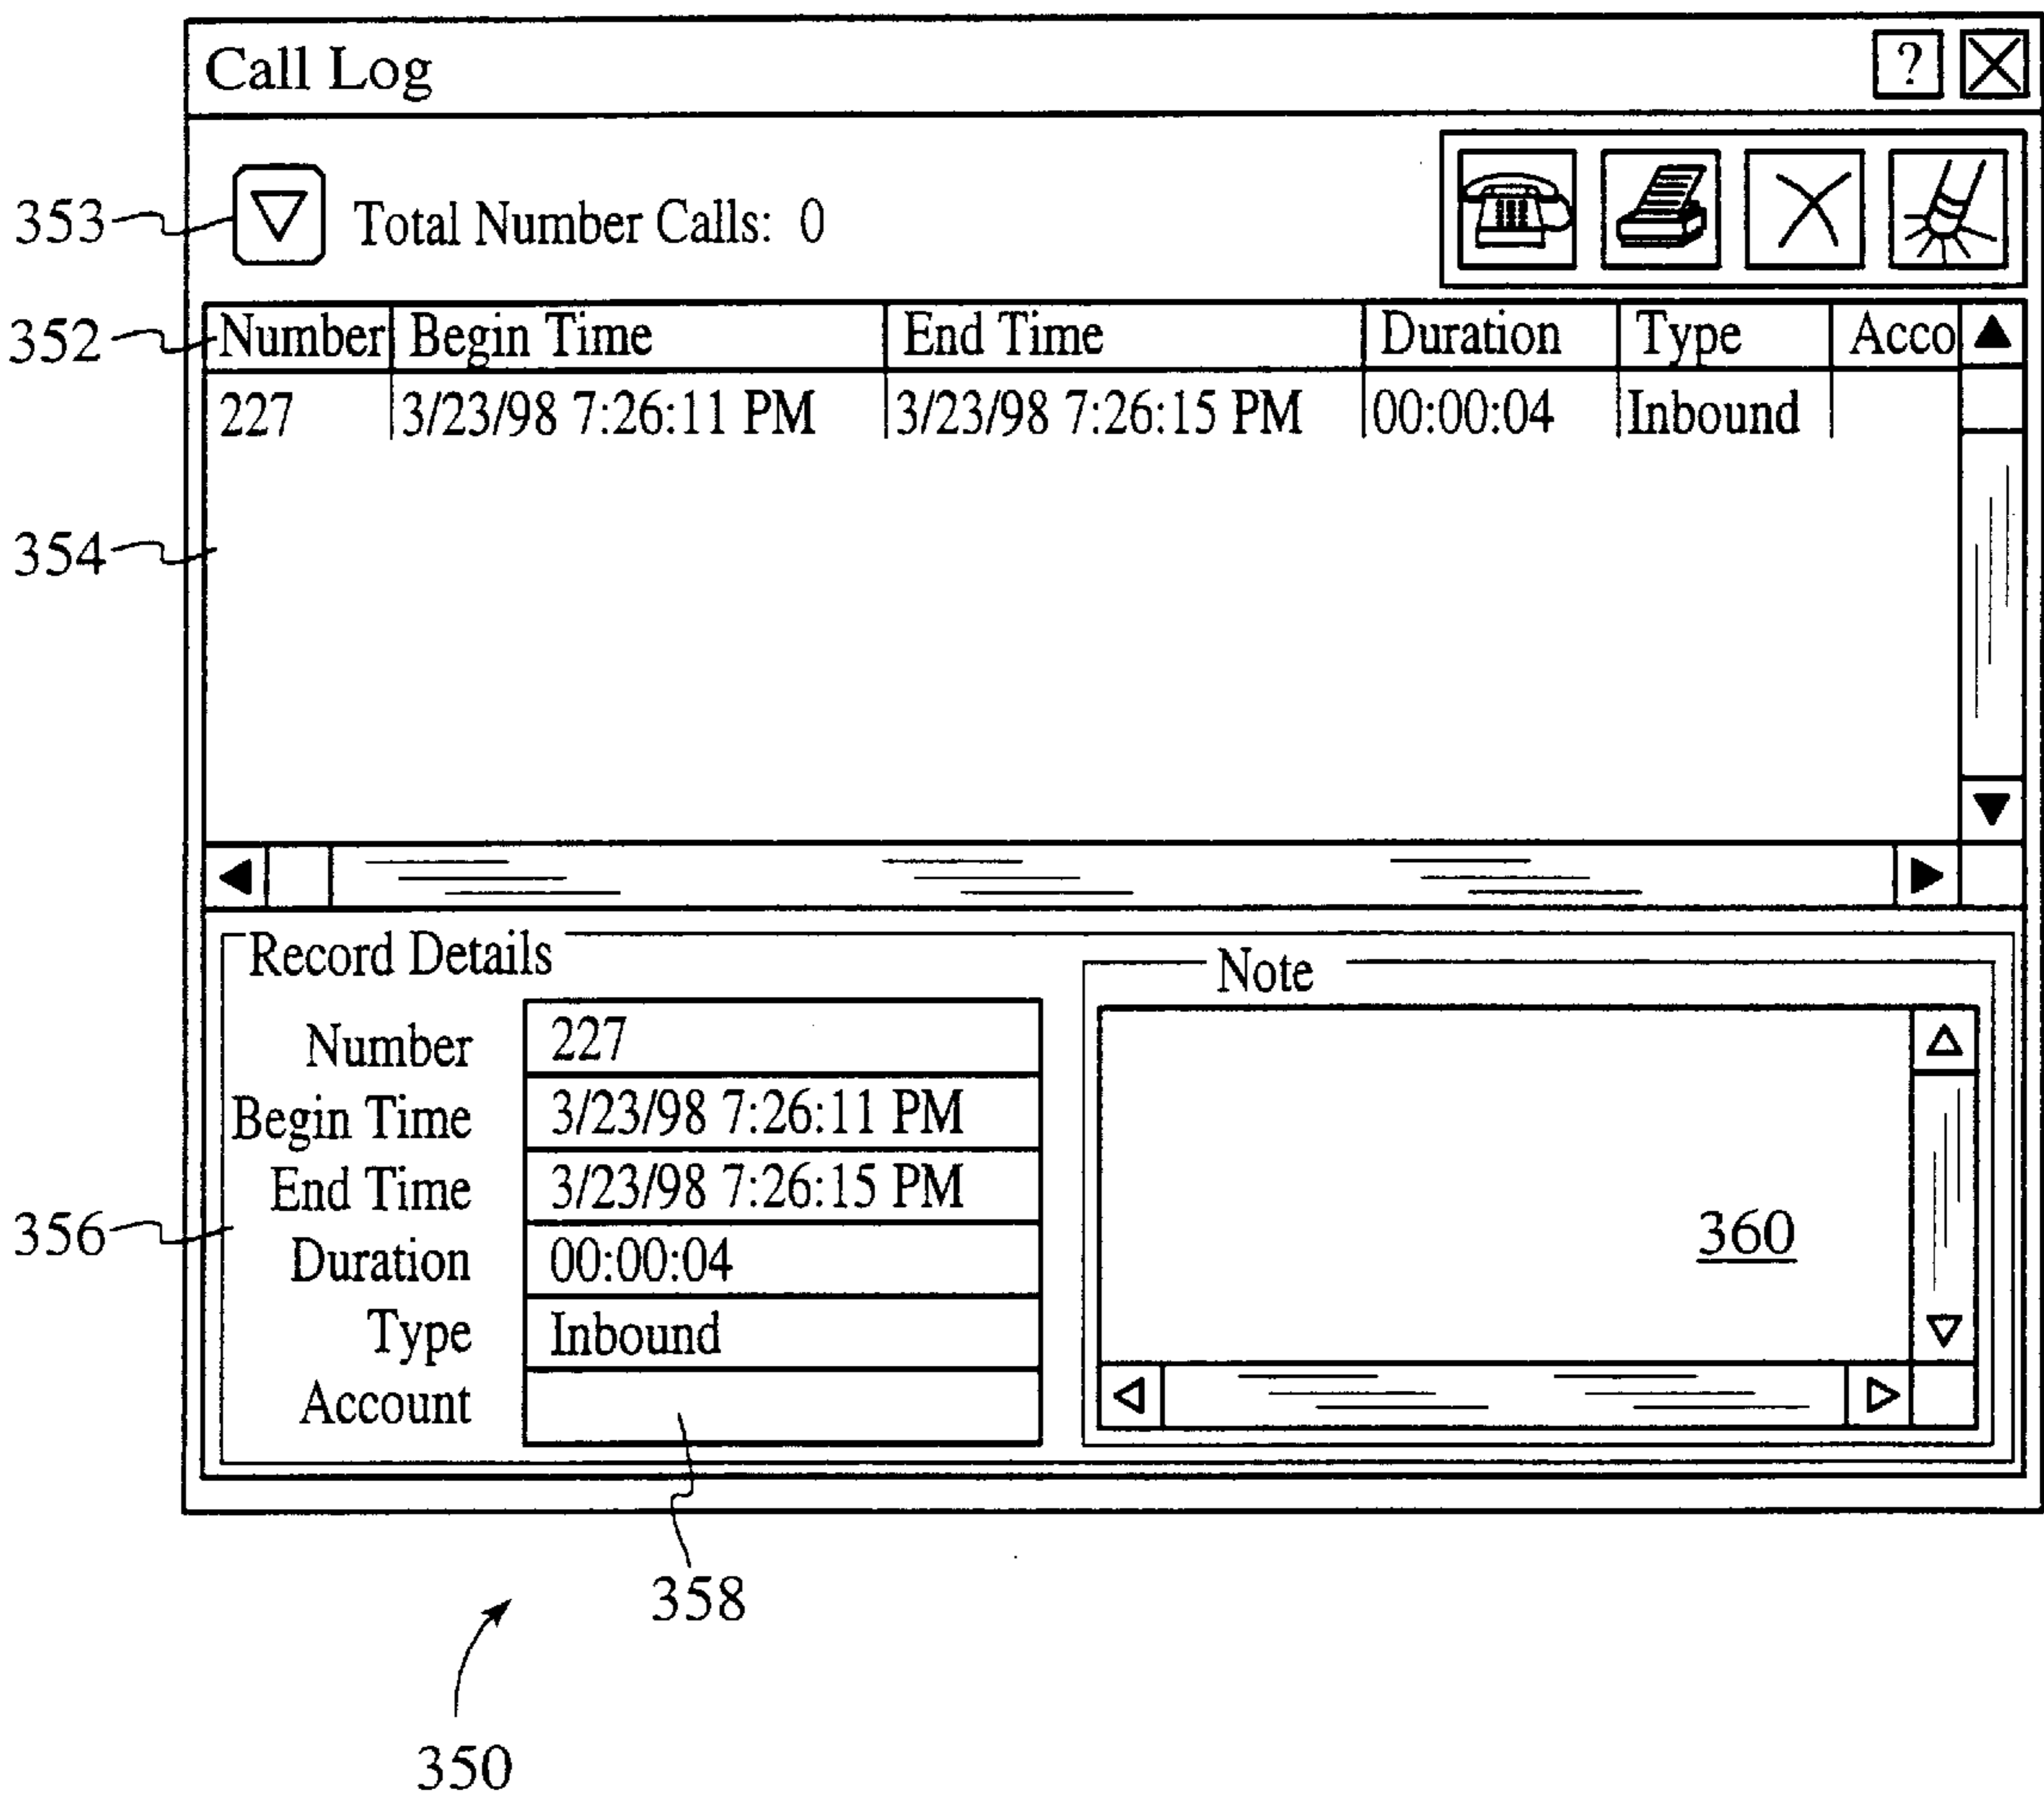 Call Log ?
353 Total Number Calls: 0
352 Number Begin Time End Time Duration Type Acco
227 3/23/98 7:26:11 PM 3/23/98 7:26:15 PM 00:00:04 Inbound
354
Record Details
Number 227
Begin Time 3/23/98 7:26:11 PM
End Time 3/23/98 7:26:15 PM
356
Duration 00:00:04
Type Inbound
Account
Note
360
358
350